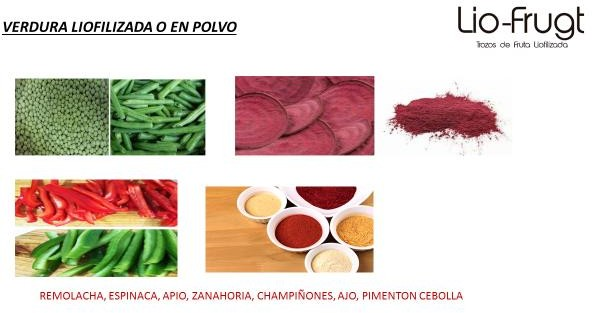 VERDURA LIOFILIZADA O EN POLVO
Lio-Frugt
Trozos de Fruta Liofilizada
REMOLACHA, ESPINACA, APIO, ZANAHORIA, CHAMPIÑONES, AJO, PIMENTON CEBOLLA